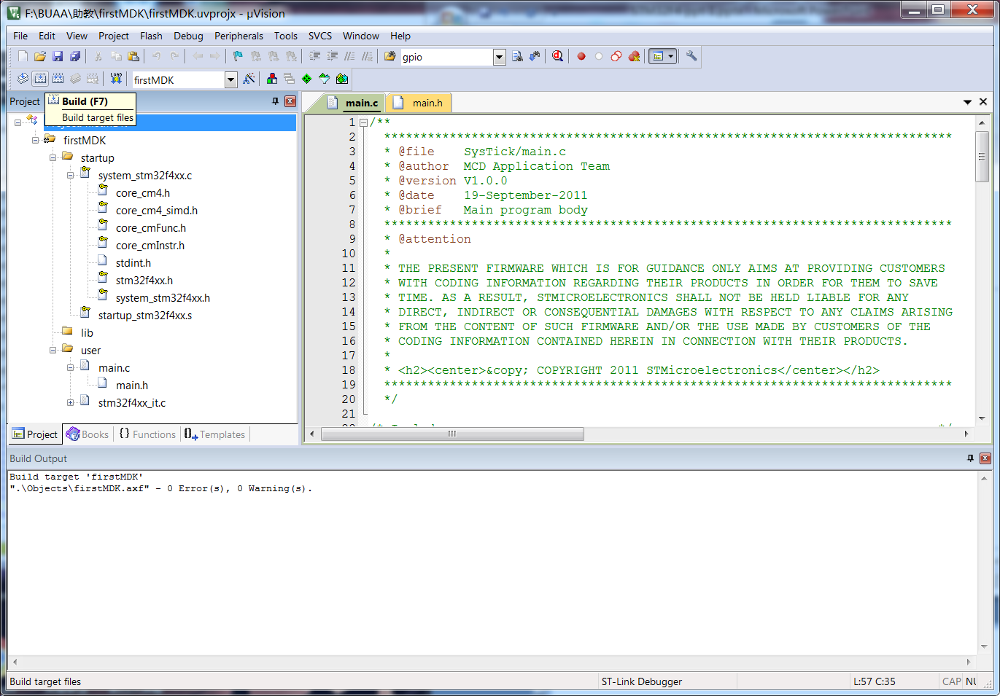 F:\BUAA\助教\firstMDK\firstMDK.uvprojx - µVision
File Edit View Project Flash Debug Peripherals Tools SVCS Window Help
gpio
LOAD
firstMDK
Project
Build (F7)
Build target files
firstMDK
startup
system_stm32f4xx.c
core_cm4.h
core_cm4_simd.h
core_cmFunc.h
core_cmInstr.h
stdint.h
stm32f4xx.h
system_stm32f4xx.h
startup_stm32f4xx.s
lib
user
main.c
main.h
stm32f4xx_it.c
Project Books {} Functions Templates
main.c main.h
1 /**
2 ******************************************************************************
3 * @file    SysTick/main.c
4 * @author  MCD Application Team
5 * @version V1.0.0
6 * @date    19-September-2011
7 * @brief   Main program body
8 ******************************************************************************
9 * @attention
10 *
11 * THE PRESENT FIRMWARE WHICH IS FOR GUIDANCE ONLY AIMS AT PROVIDING CUSTOMERS
12 * WITH CODING INFORMATION REGARDING THEIR PRODUCTS IN ORDER FOR THEM TO SAVE
13 * TIME. AS A RESULT, STMICROELECTRONICS SHALL NOT BE HELD LIABLE FOR ANY
14 * DIRECT, INDIRECT OR CONSEQUENTIAL DAMAGES WITH RESPECT TO ANY CLAIMS ARISING
15 * FROM THE CONTENT OF SUCH FIRMWARE AND/OR THE USE MADE BY CUSTOMERS OF THE
16 * CODING INFORMATION CONTAINED HEREIN IN CONNECTION WITH THEIR PRODUCTS.
17 *
18 * <h2><center>&copy; COPYRIGHT 2011 STMicroelectronics</center></h2>
19 ******************************************************************************
20 */
21
Build Output
Build target 'firstMDK'
".\Objects\firstMDK.axf" - 0 Error(s), 0 Warning(s).
Build target files ST-Link Debugger L:57 C:35 CAP